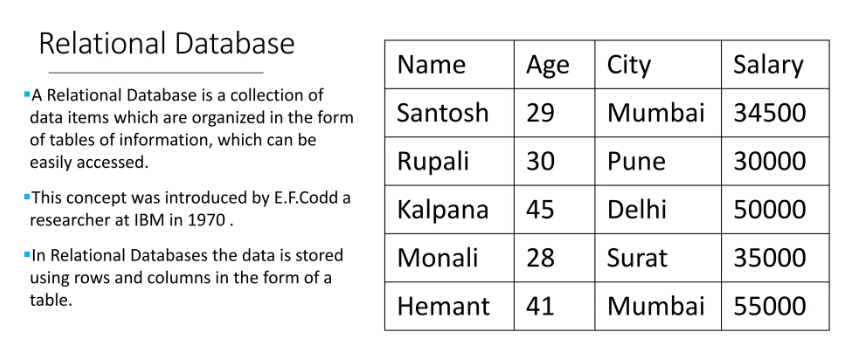 Relational Database
▪A Relational Database is a collection of
data items which are organized in the form
of tables of information, which can be
easily accessed.
▪This concept was introduced by E.F.Codd a
researcher at IBM in 1970 .
▪In Relational Databases the data is stored
using rows and columns in the form of a
table.
Name Age City Salary
Santosh 29 Mumbai 34500
Rupali 30 Pune 30000
Kalpana 45 Delhi 50000
Monali 28 Surat 35000
Hemant 41 Mumbai 55000